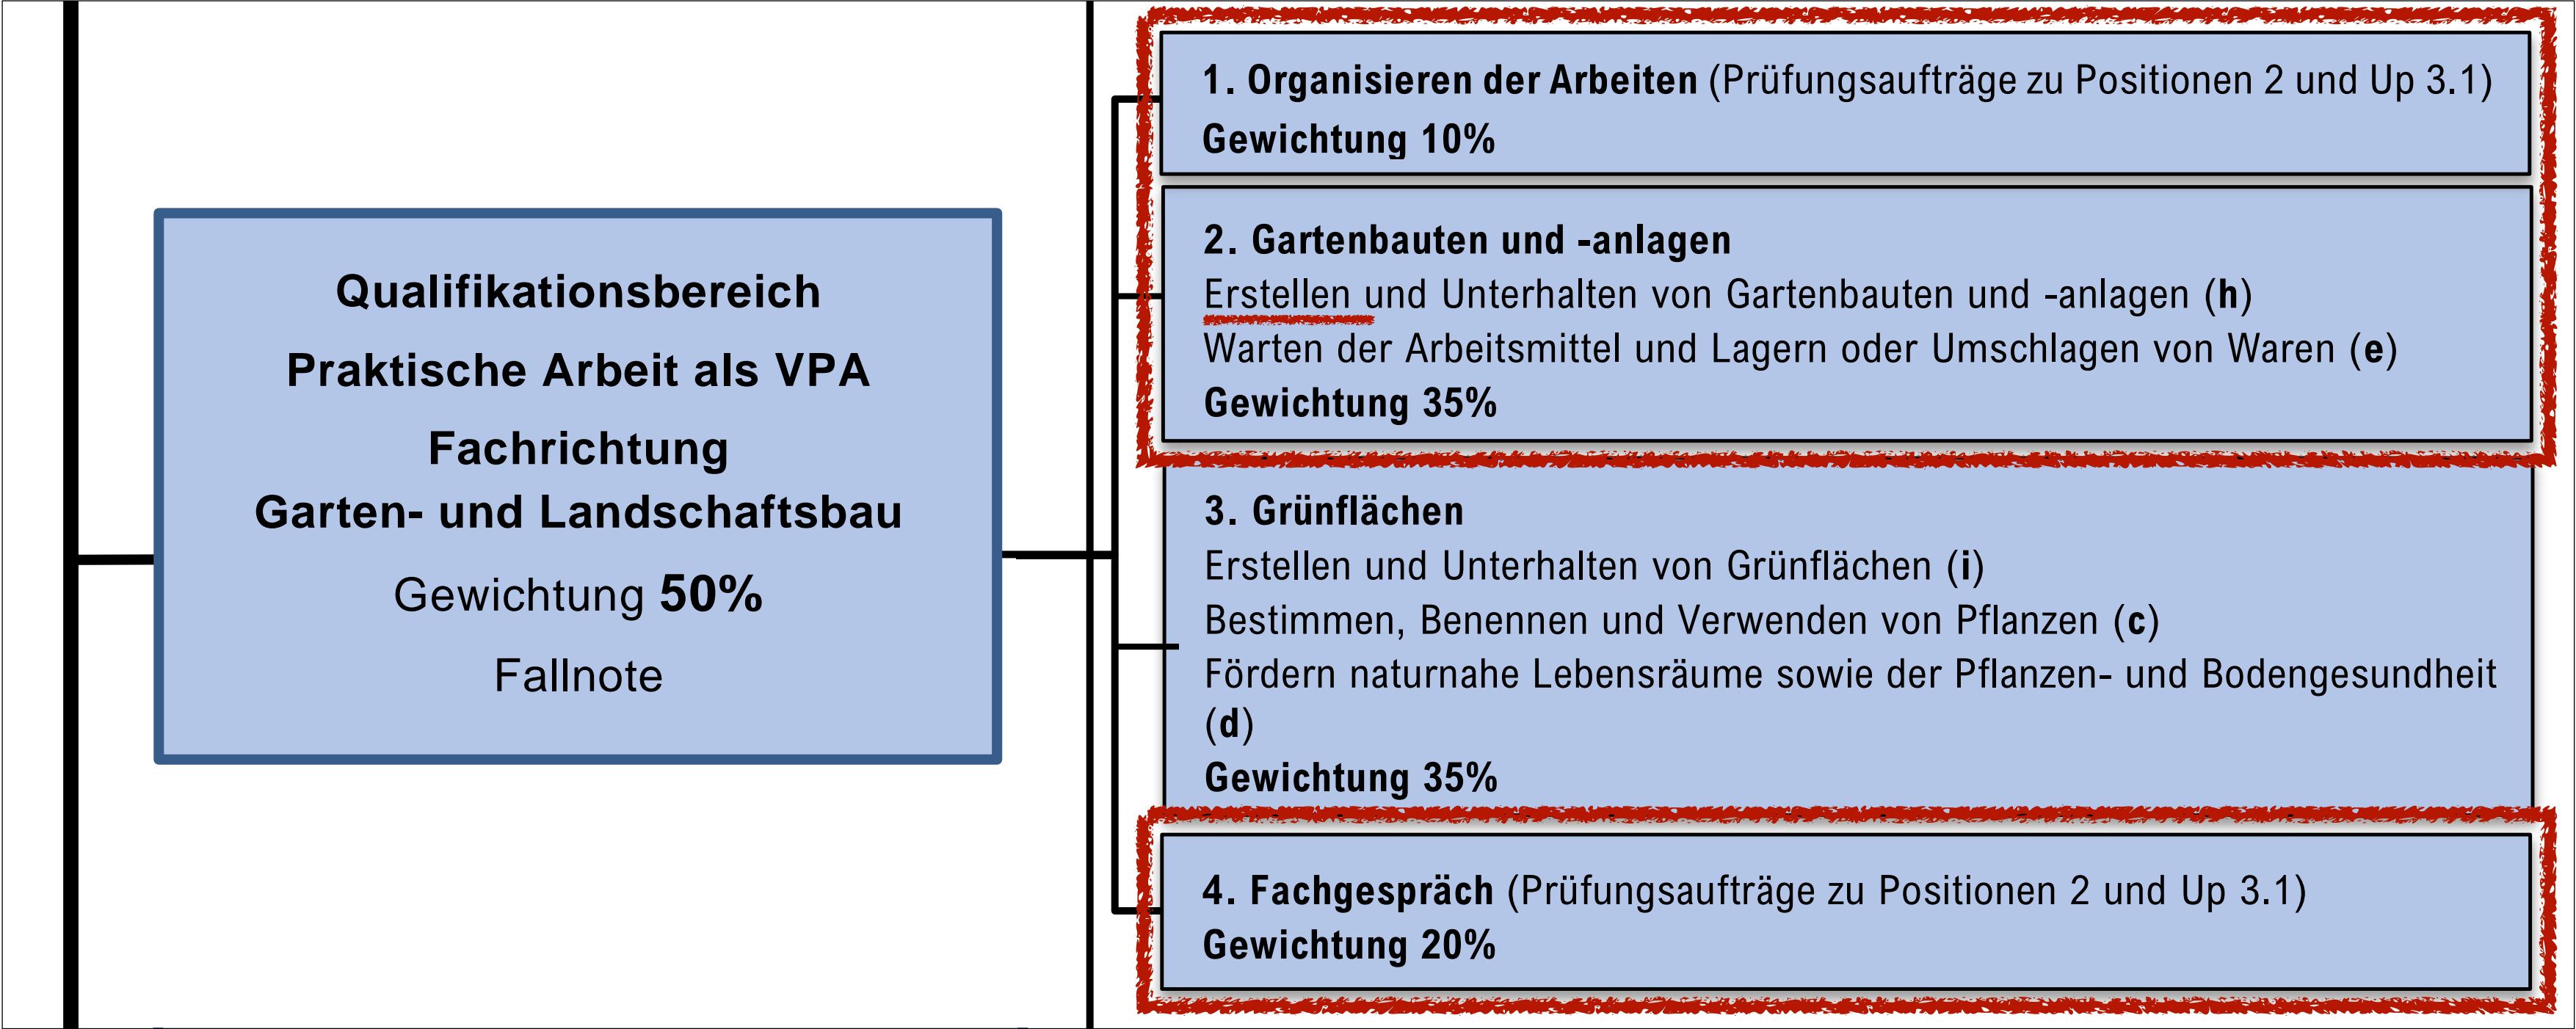 Qualifikationsbereich
Praktische Arbeit als VPA
Fachrichtung
Garten- und Landschaftsbau
Gewichtung 50%
Fallnote
1. Organisieren der Arbeiten (Prüfungsaufträge zu Positionen 2 und Up 3.1)
Gewichtung 10%
2. Gartenbauten und -anlagen
Erstellen und Unterhalten von Gartenbauten und -anlagen (h)
Warten der Arbeitsmittel und Lagern oder Umschlagen von Waren (e)
Gewichtung 35%
3. Grünflächen
Erstellen und Unterhalten von Grünflächen (i)
Bestimmen, Benennen und Verwenden von Pflanzen (c)
Fördern naturnahe Lebensräume sowie der Pflanzen- und Bodengesundheit
(d)
Gewichtung 35%
4. Fachgespräch (Prüfungsaufträge zu Positionen 2 und Up 3.1)
Gewichtung 20%